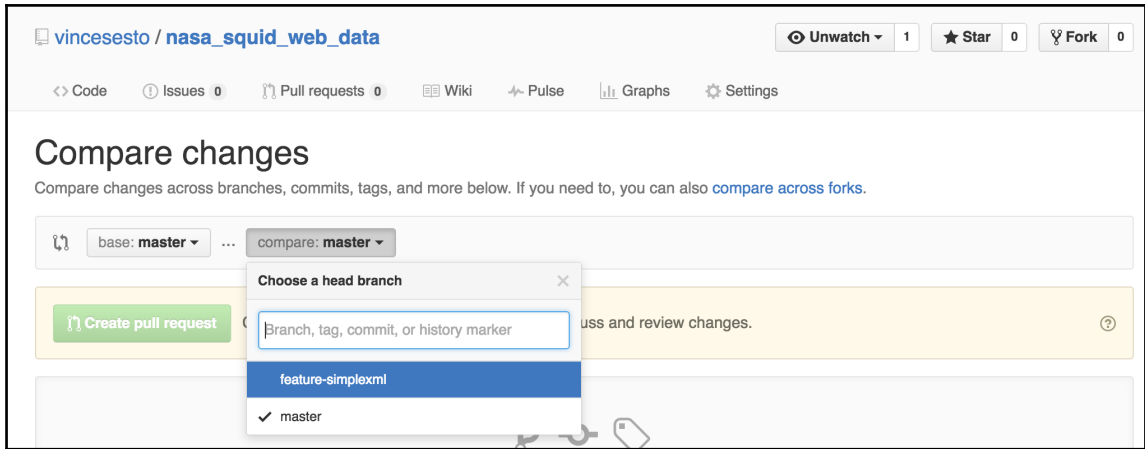 vincesesto / nasa_squid_web_data
Unwatch 1 Star 0 Fork 0
Code Issues 0 Pull requests 0 Wiki Pulse Graphs Settings
Compare changes
Compare changes across branches, commits, tags, and more below. If you need to, you can also compare across forks.
base: master ... compare: master
Choose a head branch
Create pull request
Branch, tag, commit, or history marker
uss and review changes.
feature-simplexml
master